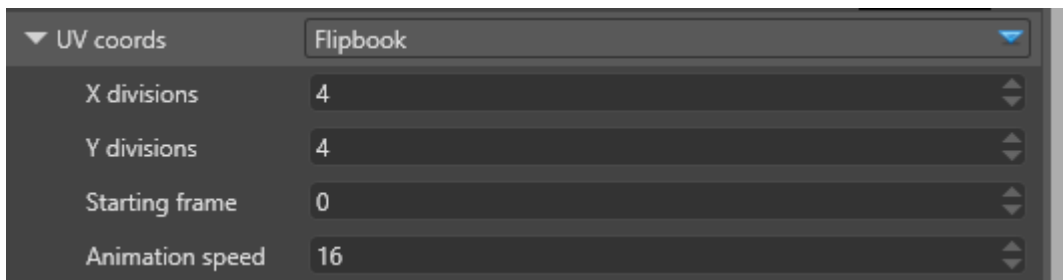 UV coords Flipbook
X divisions 4
Y divisions 4
Starting frame 0
Animation speed 16